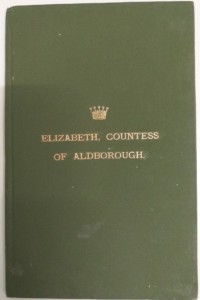 ELIZABETH, COUNTESS
OF ALDBOROUGH.